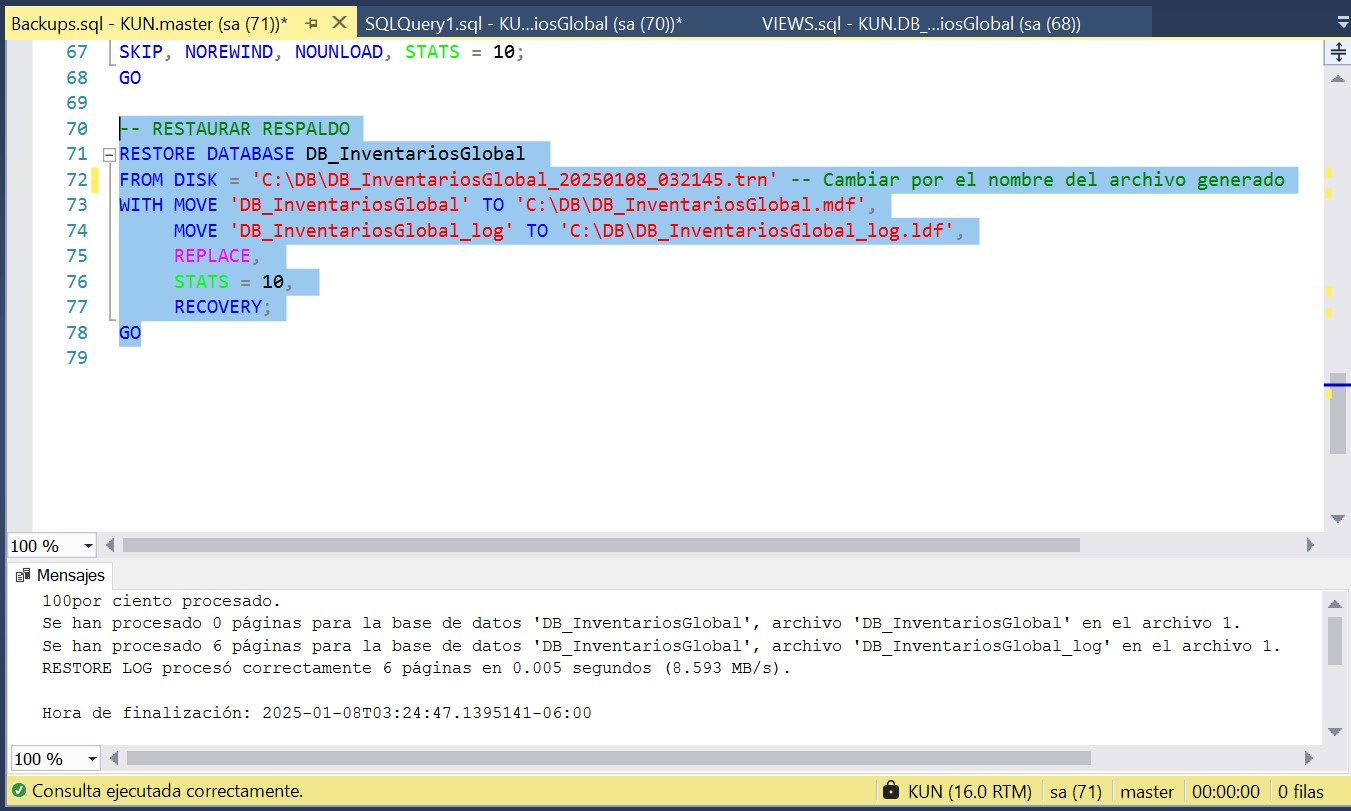 Backups.sql - KUN.master (sa (71))* SQLQuery1.sql - KU...iosGlobal (sa (70))* VIEWS.sql - KUN.DB_...iosGlobal (sa (68))
67 SKIP, NOREWIND, NOUNLOAD, STATS = 10;
68 GO
69
70 -- RESTAURAR RESPALDO
71 RESTORE DATABASE DB_InventariosGlobal
72 FROM DISK = 'C:\DB\DB_InventariosGlobal_20250108_032145.trn' -- Cambiar por el nombre del archivo generado
73 WITH MOVE 'DB_InventariosGlobal' TO 'C:\DB\DB_InventariosGlobal.mdf',
74 MOVE 'DB_InventariosGlobal_log' TO 'C:\DB\DB_InventariosGlobal_log.ldf',
75 REPLACE,
76 STATS = 10,
77 RECOVERY;
78 GO
79
100 %
Mensajes
100por ciento procesado.
Se han procesado 0 páginas para la base de datos 'DB_InventariosGlobal', archivo 'DB_InventariosGlobal' en el archivo 1.
Se han procesado 6 páginas para la base de datos 'DB_InventariosGlobal', archivo 'DB_InventariosGlobal_log' en el archivo 1.
RESTORE LOG procesó correctamente 6 páginas en 0.005 segundos (8.593 MB/s).
Hora de finalización: 2025-01-08T03:24:47.1395141-06:00
100 %
Consulta ejecutada correctamente. KUN (16.0 RTM) sa (71) master 00:00:00 0 filas